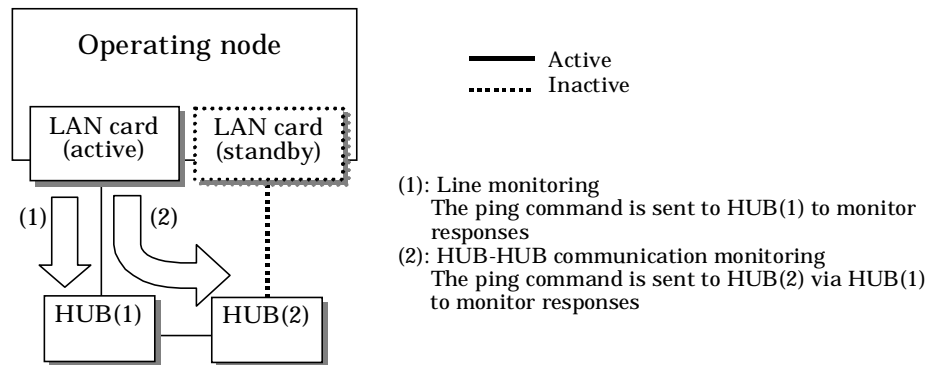 Operating node
Active
Inactive
LAN card
(active)
LAN card
(standby)
(1)
(2)
HUB(1)
HUB(2)
(1): Line monitoring
The ping command is sent to HUB(1) to monitor
responses
(2): HUB-HUB communication monitoring
The ping command is sent to HUB(2) via HUB(1)
to monitor responses